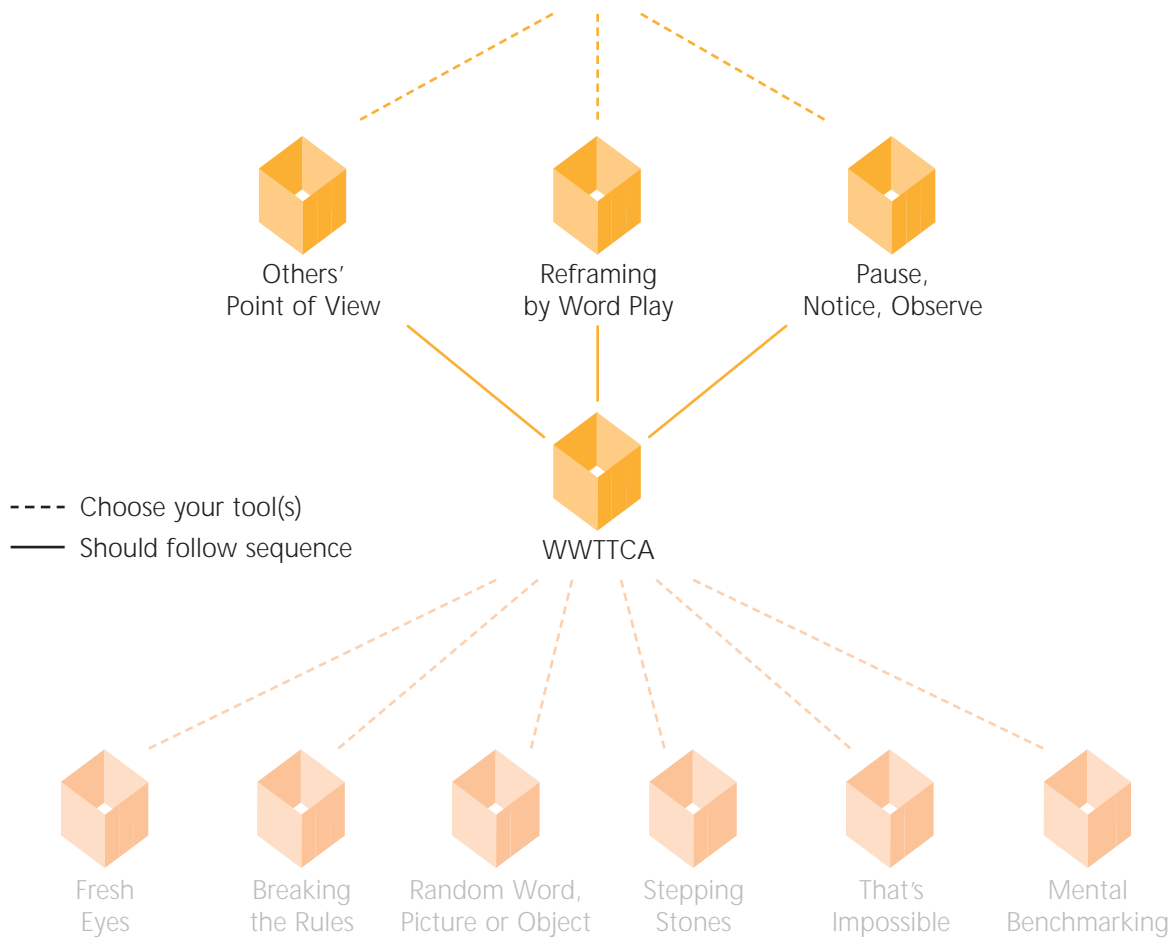 Others'
Point of View
Reframing
by Word Play
Pause,
Notice, Observe
Choose your tool(s)
Should follow sequence
WWTTCA
Fresh
Eyes
Breaking
the Rules
Random Word,
Picture or Object
Stepping
Stones
That's
Impossible
Mental
Benchmarking